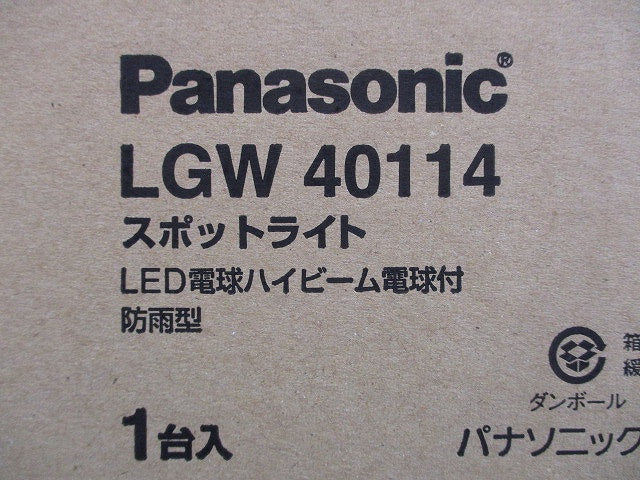 Panasonic®
LGW 40114
スポットライト
LED電球ハイビーム電球付
防雨型
1台入
箱
緩
ダンボール
パナソニック